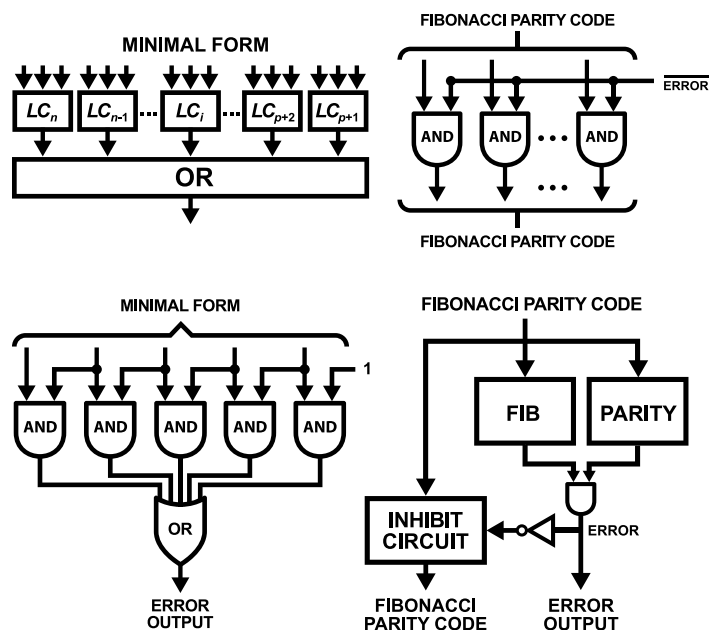 MINIMAL FORM
LCn LCn-1 LCi LCp+2 LCp+1
OR
FIBONACCI PARITY CODE
ERROR
AND AND AND
FIBONACCI PARITY CODE
MINIMAL FORM
1
AND AND AND AND AND
OR
ERROR
OUTPUT
FIBONACCI PARITY CODE
FIB PARITY
INHIBIT
CIRCUIT
ERROR
FIBONACCI
PARITY CODE
ERROR
OUTPUT